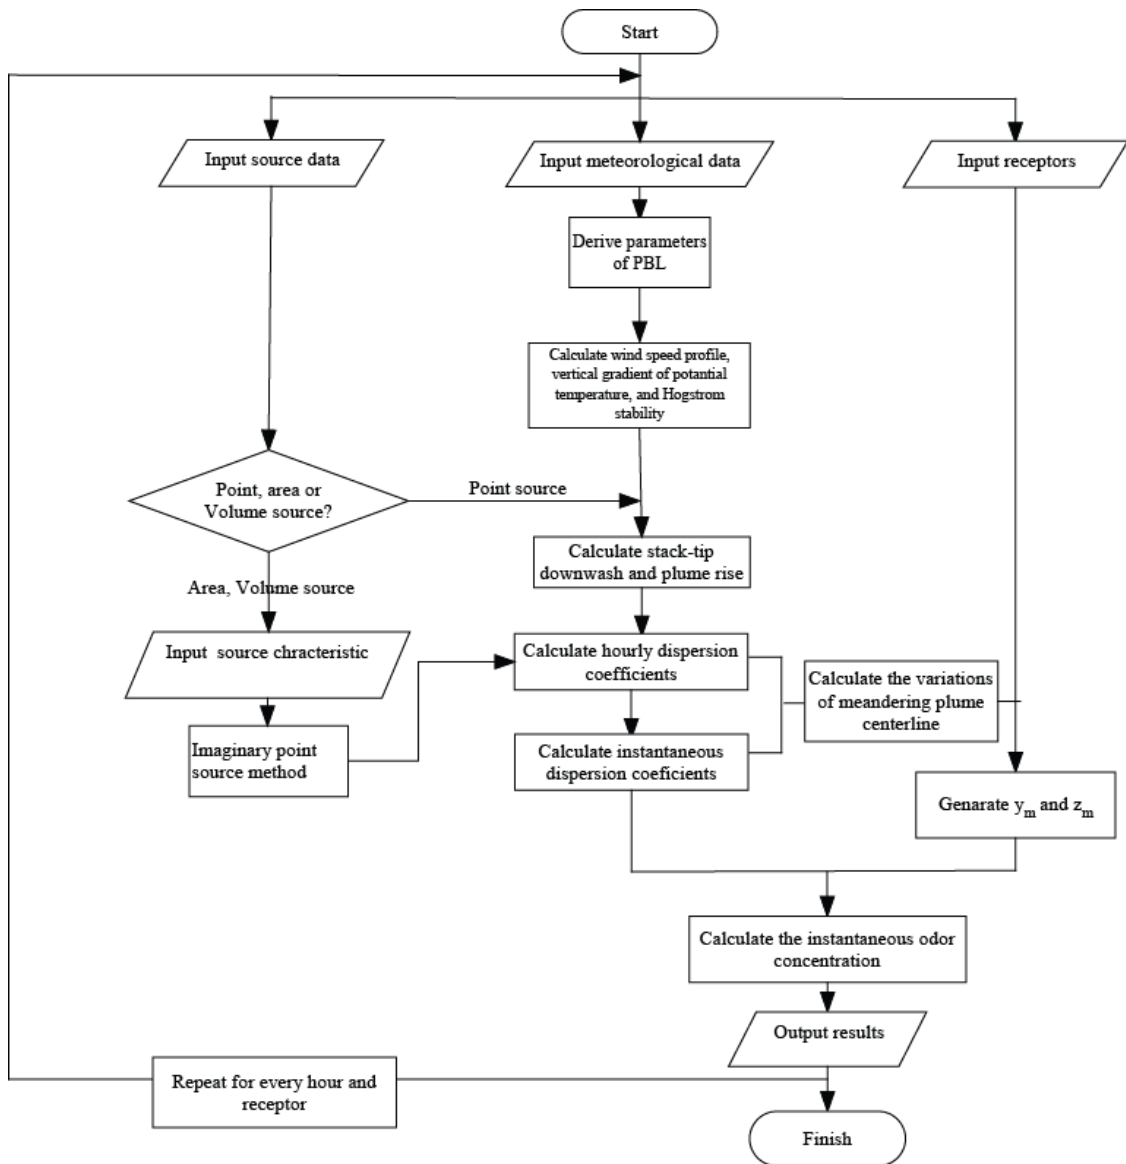 Start
Input source data
Input meteorological data
Input receptors
Derive parameters
of PBL
Calculate wind speed profile,
vertical gradient of potantial
temperature, and Hogstrom
stability
Point, area or
Volume source?
Point source
Calculate stack-tip
downwash and plume rise
Area, Volume source
Input source chracteristic
Calculate hourly dispersion
coefficients
Calculate the variations
of meandering plume
centerline
Imaginary point
source method
Calculate instantaneous
dispersion coeficients
Genarate ym and zm
Calculate the instantaneous odor
concentration
Output results
Repeat for every hour and
receptor
Finish